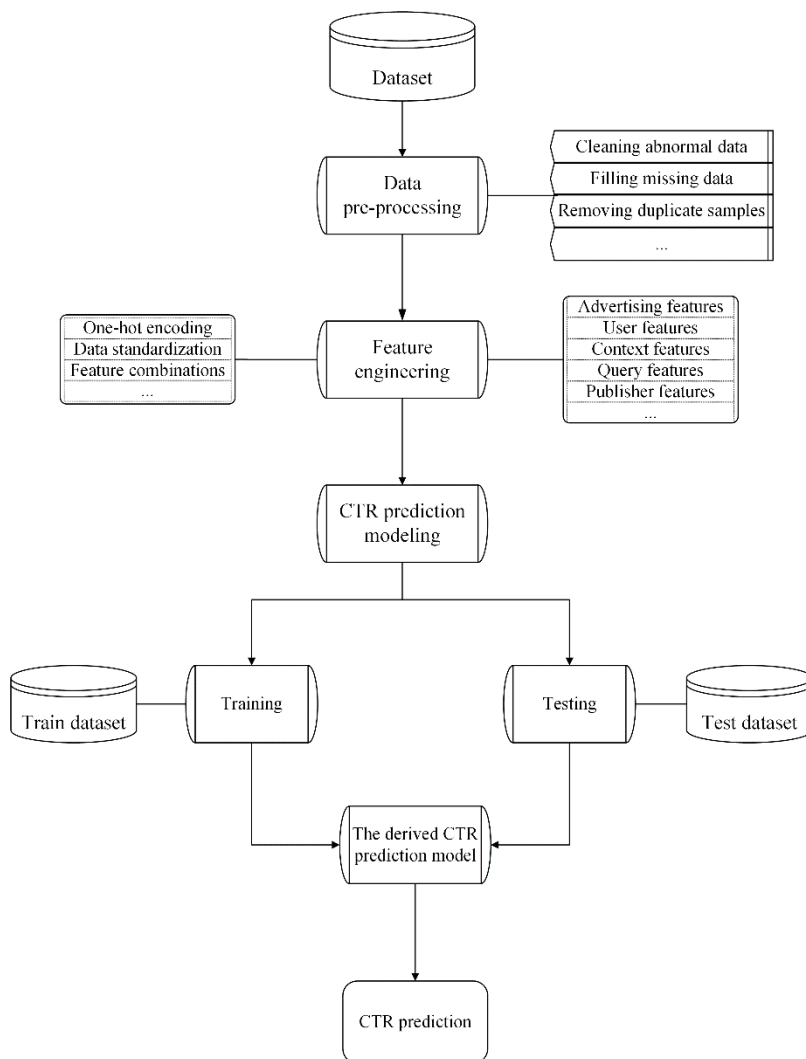 Dataset
Cleaning abnormal data
Data
pre-processing
Filling missing data
Removing duplicate samples
...
One-hot encoding
Data standardization
Feature combinations
...
Feature
engineering
Advertising features
User features
Context features
Query features
Publisher features
...
CTR prediction
modeling
Train dataset
Training
Testing
Test dataset
The derived CTR
prediction model
CTR prediction